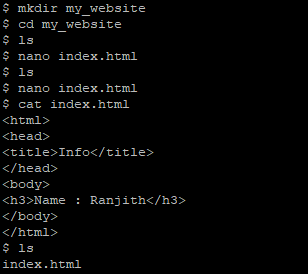 $ mkdir my_website
$ cd my_website
$ ls
$ nano index.html
$ ls
$ nano index.html
$ cat index.html
<html>
<head>
<title>Info</title>
</head>
<body>
<h3>Name : Ranjith</h3>
</body>
</html>
$ ls
index.html